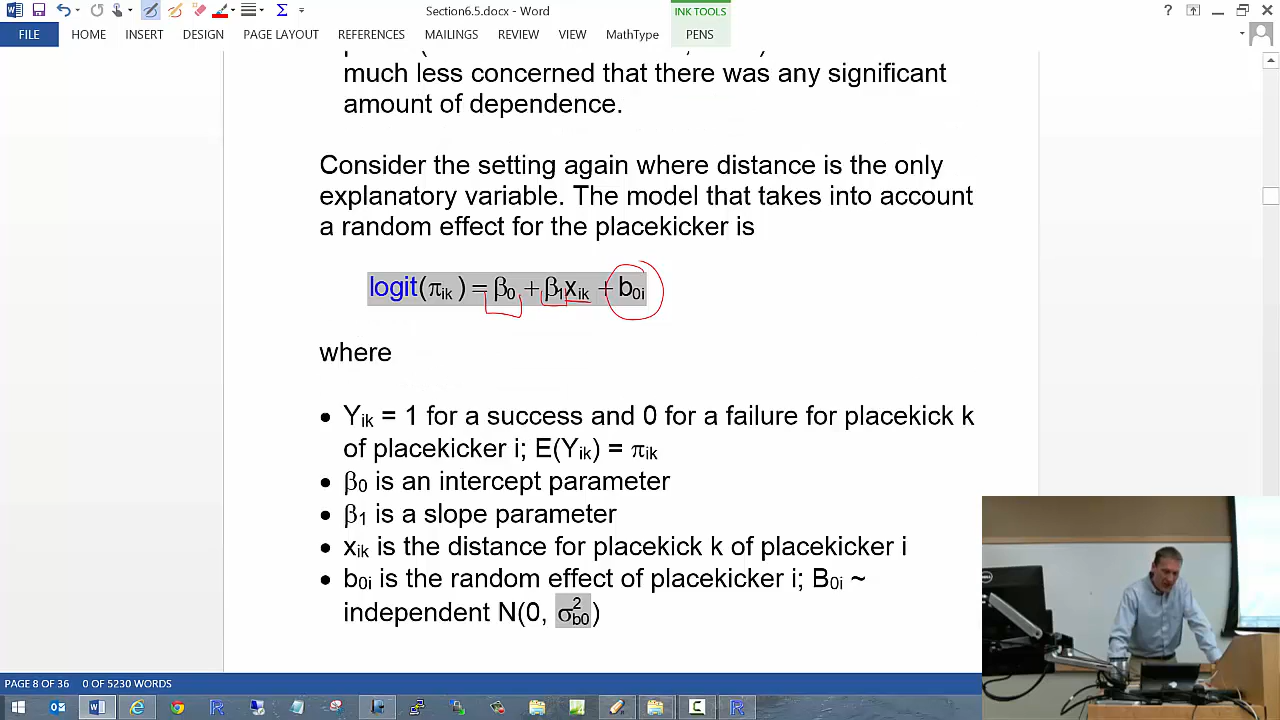 Section6.5.docx - Word
INK TOOLS
FILE HOME INSERT DESIGN PAGE LAYOUT REFERENCES MAILINGS REVIEW VIEW MathType PENS
much less concerned that there was any significant
amount of dependence.
Consider the setting again where distance is the only
explanatory variable. The model that takes into account
a random effect for the placekicker is
logit(πik) = β0 + β1xik + b0i
where
• Yik = 1 for a success and 0 for a failure for placekick k
of placekicker i; E(Yik) = πik
• β0 is an intercept parameter
• β1 is a slope parameter
• xik is the distance for placekick k of placekicker i
• b0i is the random effect of placekicker i; B0i ~
independent N(0, σ²b0)
PAGE 8 OF 36 0 OF 5230 WORDS